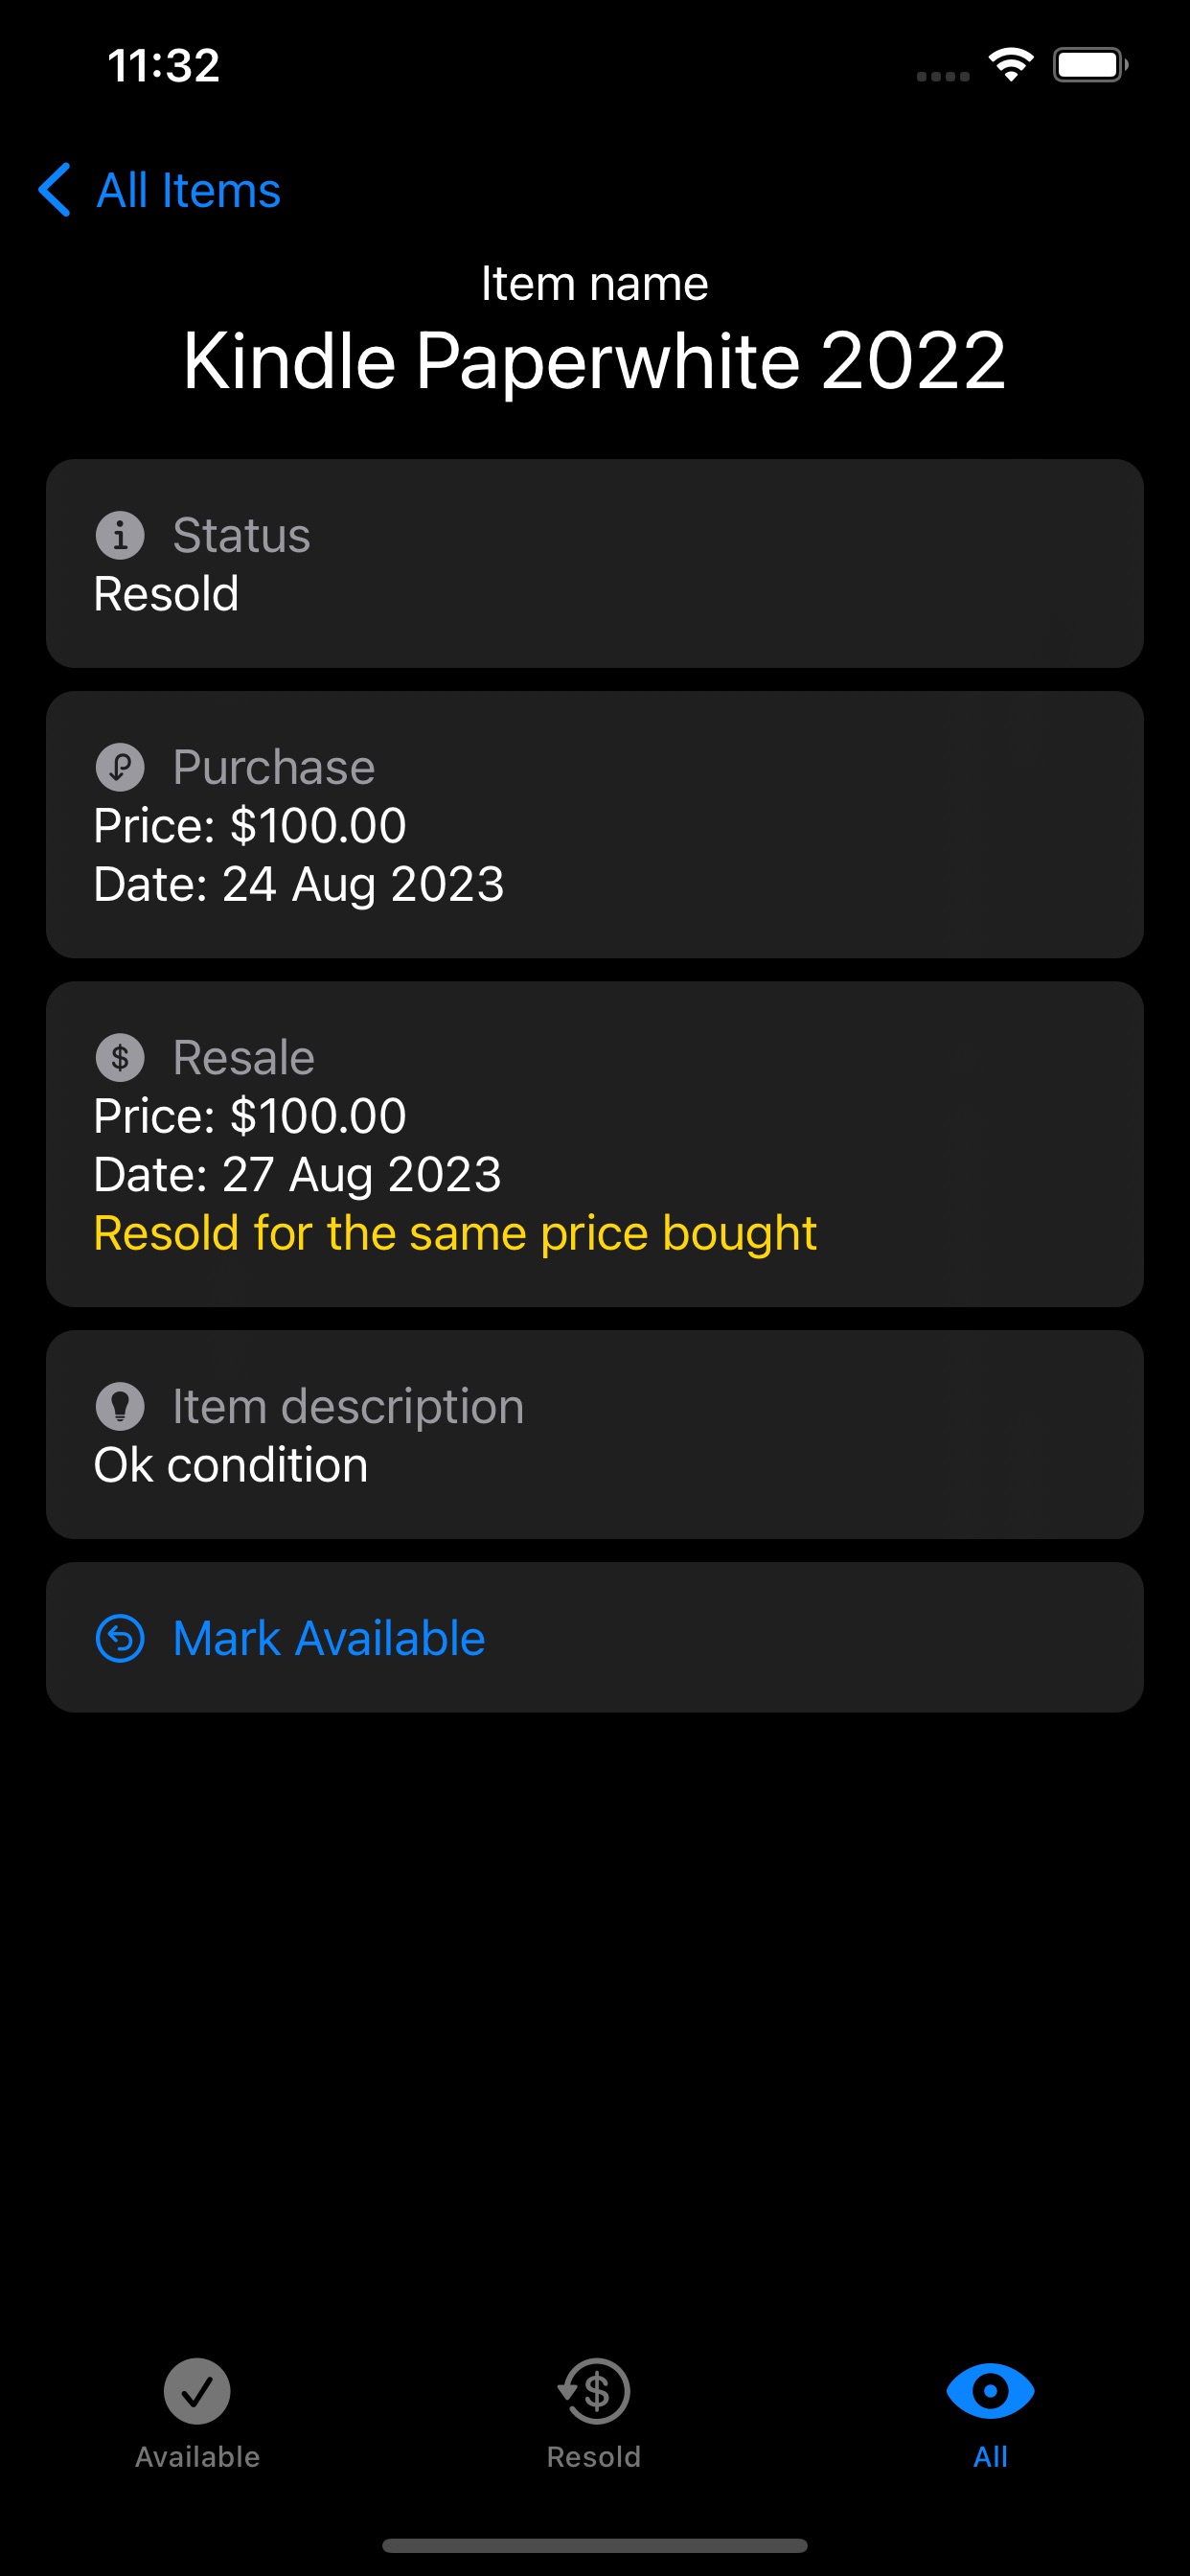 11:32
All Items
Item name
Kindle Paperwhite 2022
Status
Resold
Purchase
Price: $100.00
Date: 24 Aug 2023
Resale
Price: $100.00
Date: 27 Aug 2023
Resold for the same price bought
Item description
Ok condition
Mark Available
Available
Resold
All